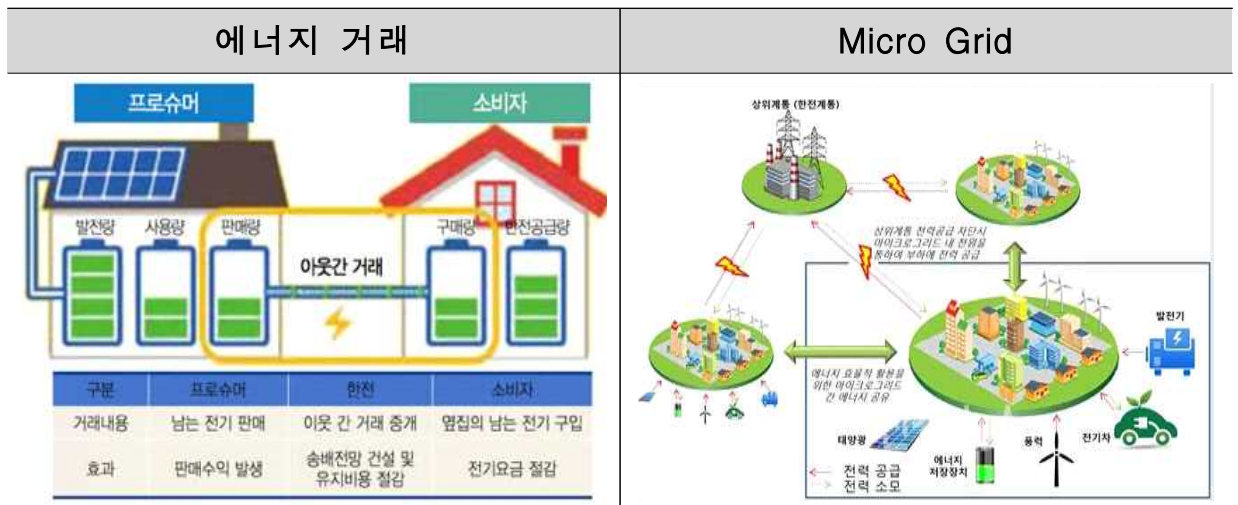 에너지 거래
Micro Grid
프로슈머
소비자
발전량
사용량
판매량
구매량
한전공급량
이웃간 거래
구분 프로슈머 한전 소비자
거래내용 남는 전기 판매 이웃 간 거래 중개 옆집의 남는 전기 구입
효과 판매수익 발생 송배전망 건설 및 전기요금 절감
유지비용 절감
상위계통 (한전계통)
상위계통 전력공급 차단시
마이크로그리드 내 전원을
통하여 부하에 전력 공급
발전기
에너지 효율적 활용을
위한 마이크로그리드
간 에너지 공유
태양광
에너지
저장장치
풍력
전기차
전력 공급
전력 소모